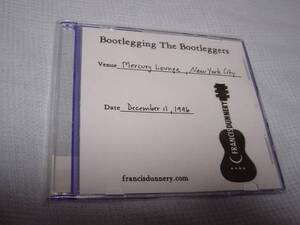 Bootlegging The Bootleggers
Venue Mercury Lounge, New York City
Date December 11, 1996
FRANCIS DUNNERY
francisdunnery.com